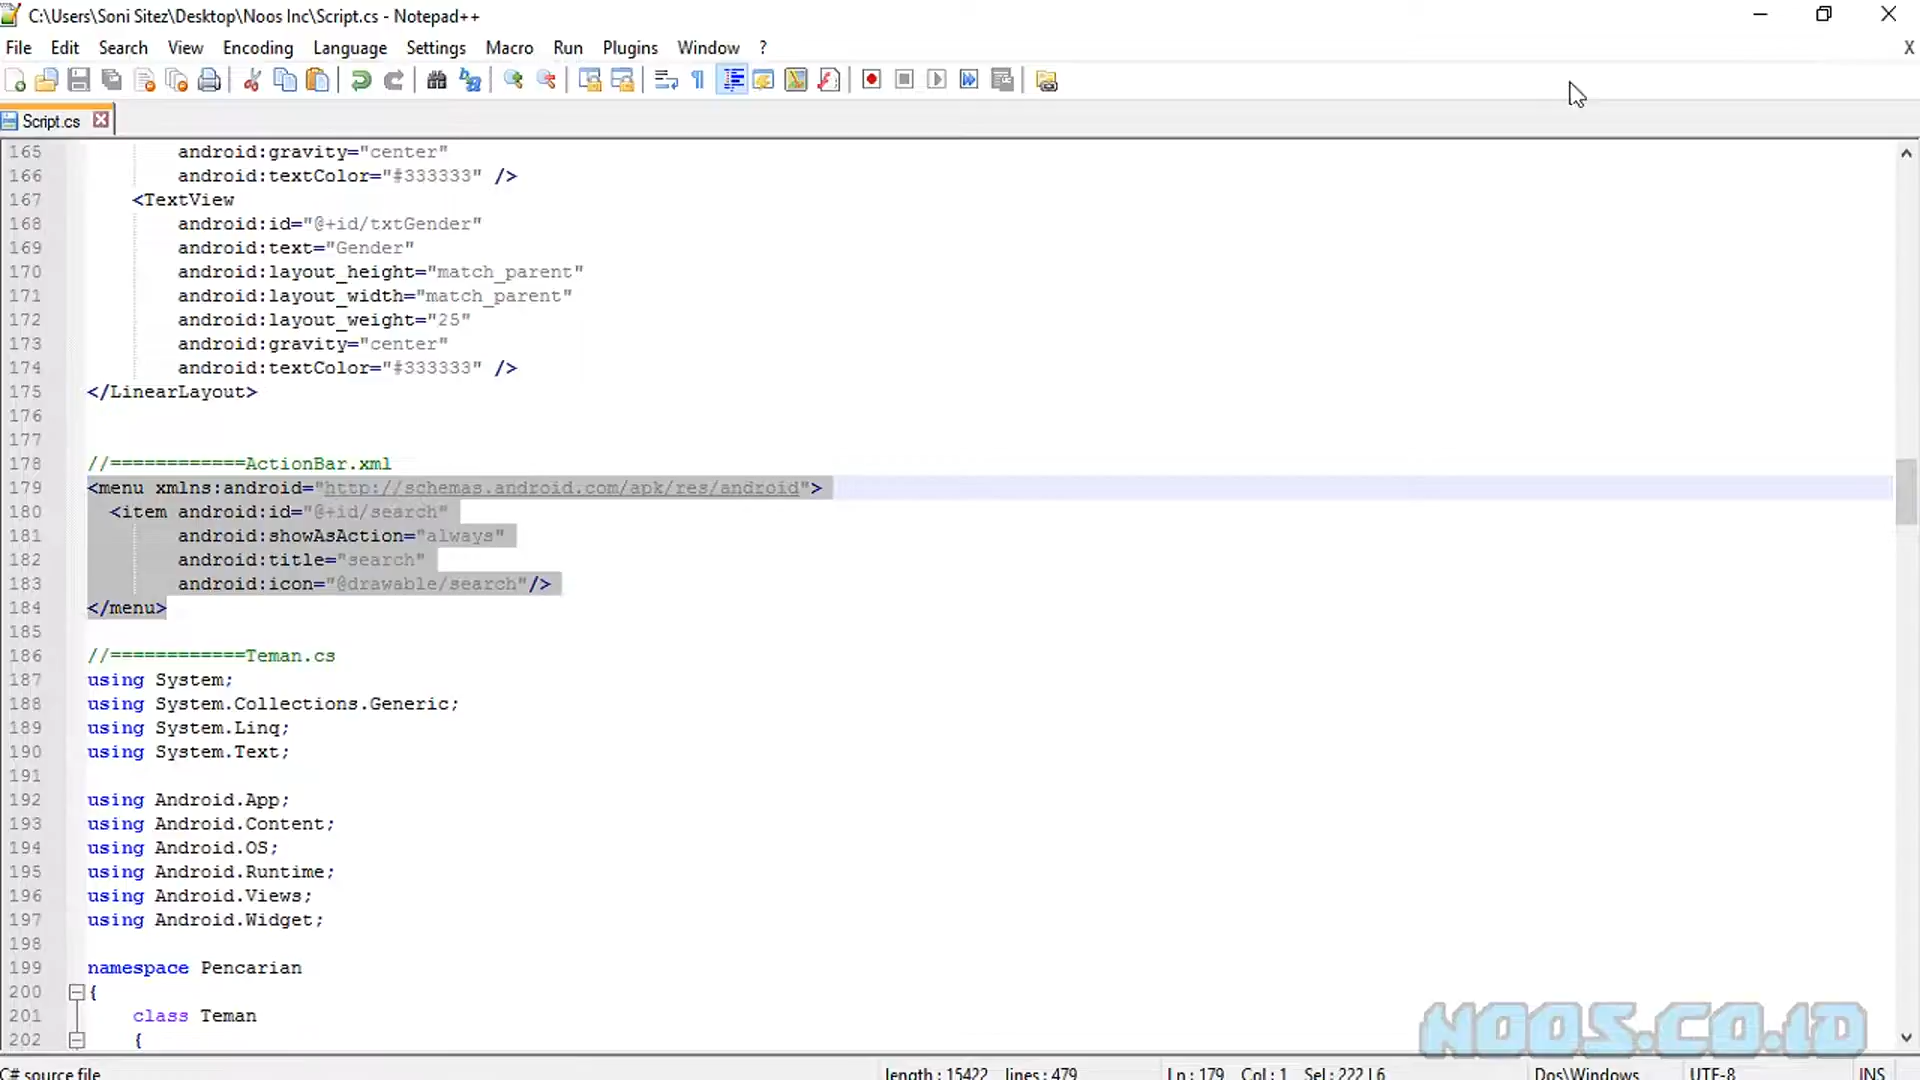 C:\Users\Soni Sitez\Desktop\Noos Inc\Script.cs - Notepad++
File Edit Search View Encoding Language Settings Macro Run Plugins Window ? X
Script.cs
165 android:gravity="center"
166 android:textColor="#333333" />
167 <TextView
168 android:id="@+id/txtGender"
169 android:text="Gender"
170 android:layout_height="match_parent"
171 android:layout_width="match_parent"
172 android:layout_weight="25"
173 android:gravity="center"
174 android:textColor="#333333" />
175 </LinearLayout>
176
177
178 //============ActionBar.xml
179 <menu xmlns:android="http://schemas.android.com/apk/res/android">
180 <item android:id="@+id/search"
181 android:showAsAction="always"
182 android:title="search"
183 android:icon="@drawable/search"/>
184 </menu>
185
186 //============Teman.cs
187 using System;
188 using System.Collections.Generic;
189 using System.Linq;
190 using System.Text;
191
192 using Android.App;
193 using Android.Content;
194 using Android.OS;
195 using Android.Runtime;
196 using Android.Views;
197 using Android.Widget;
198
199 namespace Pencarian
200 {
201 class Teman
202 {
NOOS.CO.ID
C# source file length : 15422 lines : 479 Ln : 179 Col : 1 Sel : 222 | 6 Dos\Windows UTF-8 INS